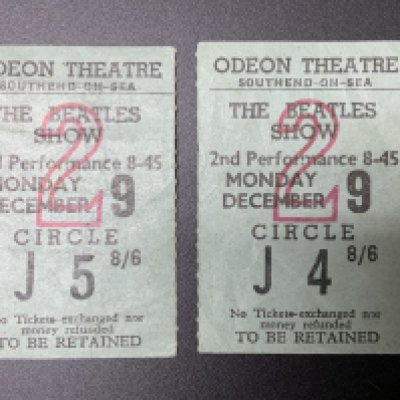 DEON THEATRE
SOUTHEND-ON-SEA
THE BEATLES
SHOW
2
d Performance 8-45
MONDAY
DECEMBER 9
CIRCLE
J 5 8/6
No Tickets exchanged nor
money refunded
TO BE RETAINED
ODEON THEATRE
SOUTHEND-ON-SEA
THE BEATLES
SHOW
2
2nd Performance 8-45
MONDAY
DECEMBER 9
CIRCLE
J 4 8/6
No Tickets exchanged nor
money refunded
TO BE RETAINED